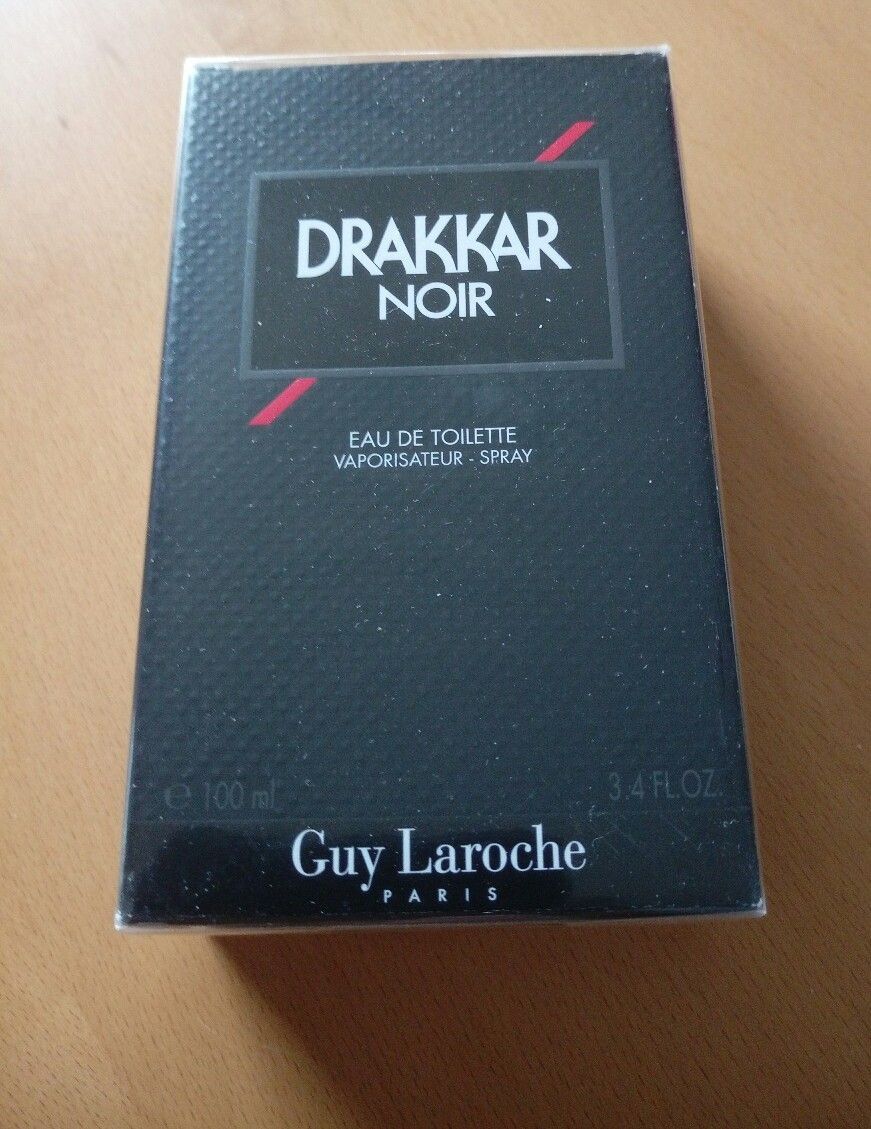 DRAKKAR
NOIR
EAU DE TOILETTE
VAPORISATEUR - SPRAY
℮ 100 ml
3.4 FL.OZ.
Guy Laroche
PARIS